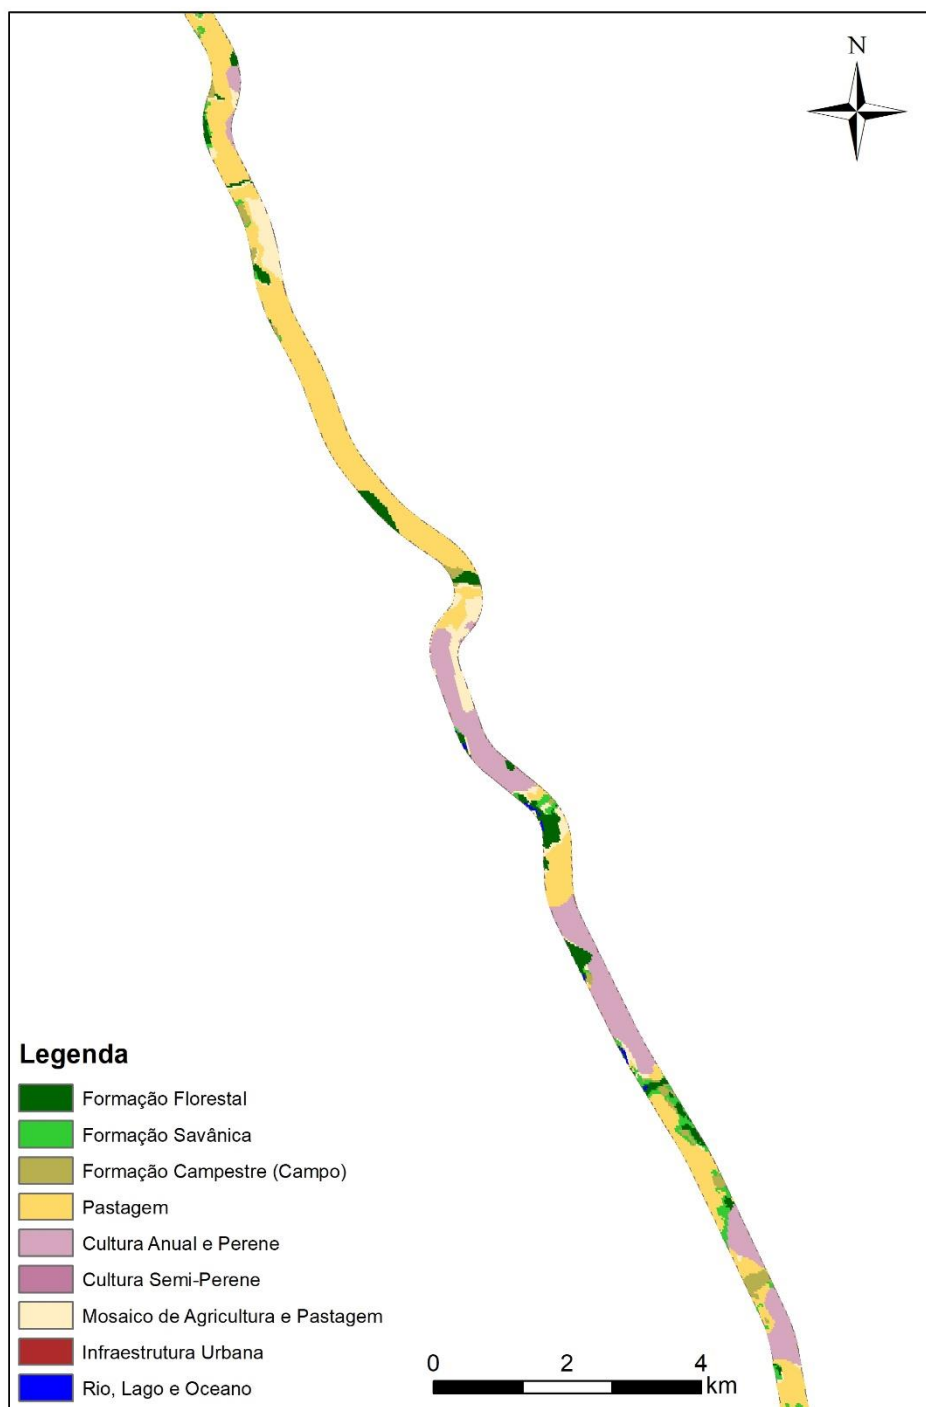 N
Legenda
Formação Florestal
Formação Savânica
Formação Campestre (Campo)
Pastagem
Cultura Anual e Perene
Cultura Semi-Perene
Mosaico de Agricultura e Pastagem
Infraestrutura Urbana
Rio, Lago e Oceano
0 2 4
km